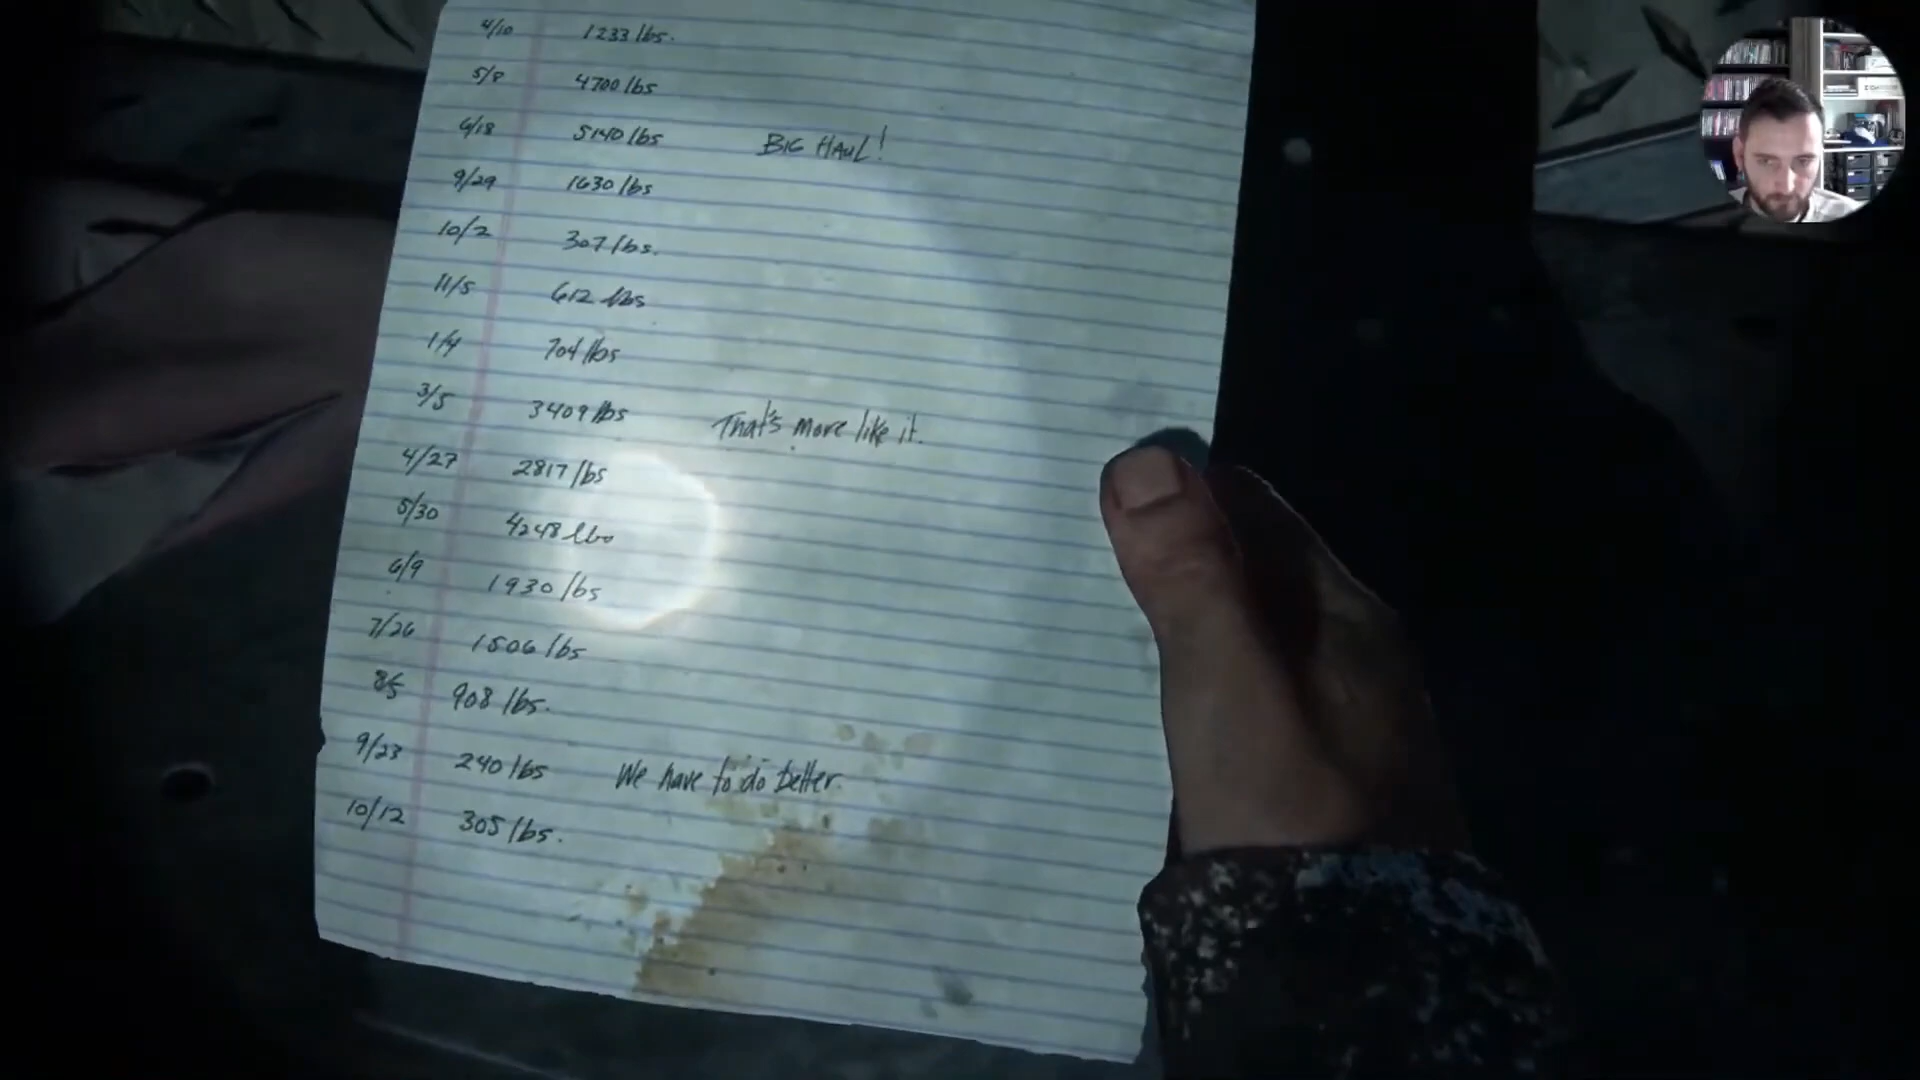 4/10 1233 lbs.
5/8 4700 lbs
6/18 5140 lbs BIG HAUL!
9/29 1630 lbs
10/2 307 lbs.
11/5 612 lbs
1/4 704 lbs
3/5 3409 lbs That's more like it.
4/27 2817 lbs
5/30 4248 lbs
6/9 1930 lbs
7/26 1506 lbs
8/5 908 lbs.
9/23 240 lbs We have to do better.
10/12 305 lbs.